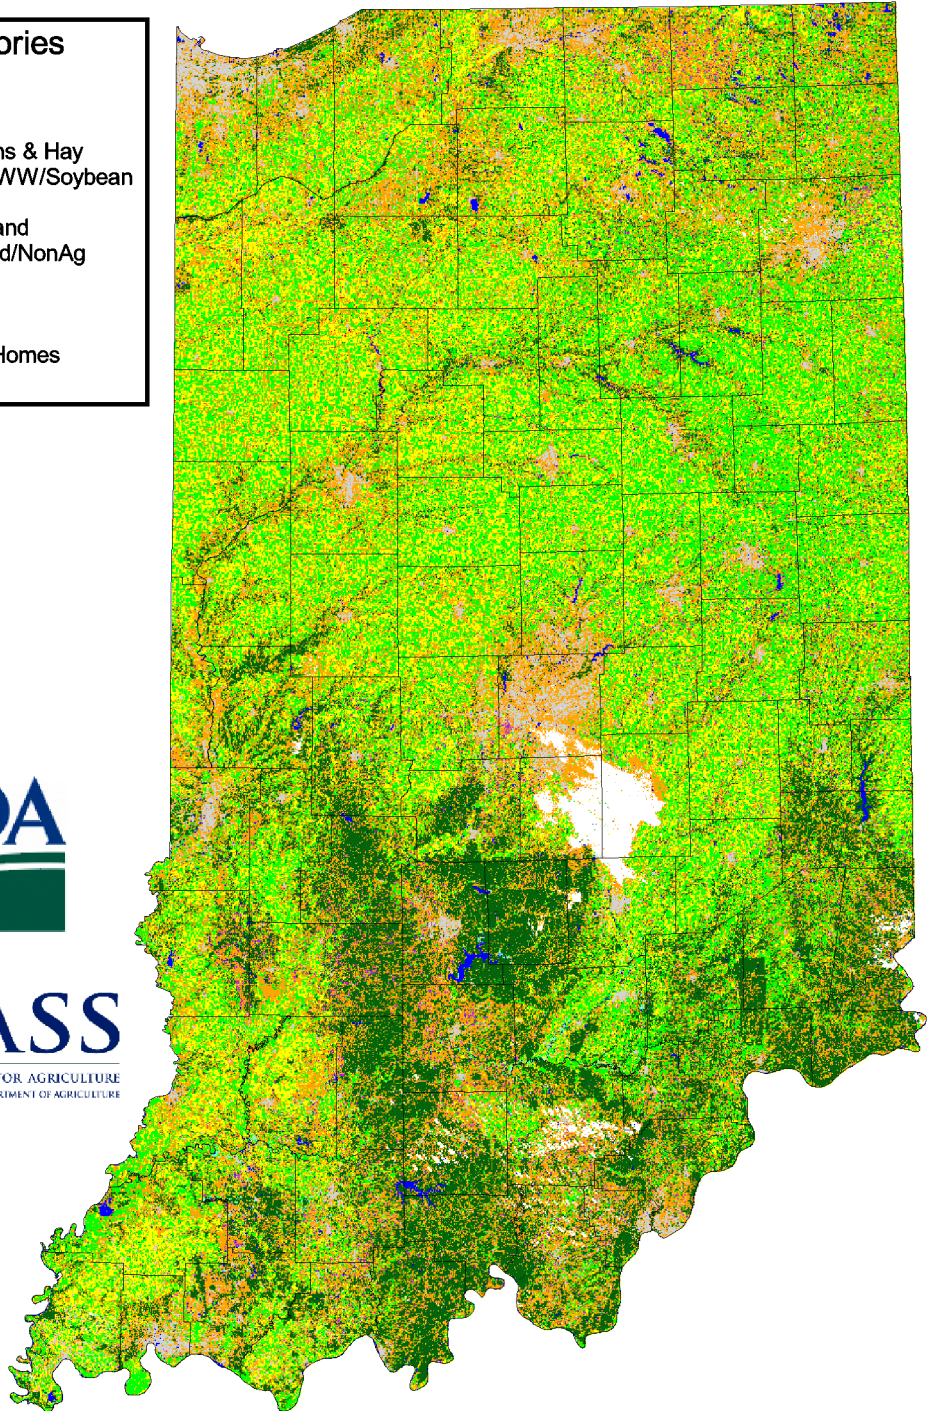 ories
ns & Hay
WW/Soybean
and
d/NonAg
Homes
DA
ASS
FOR AGRICULTURE
RTMENT OF AGRICULTURE